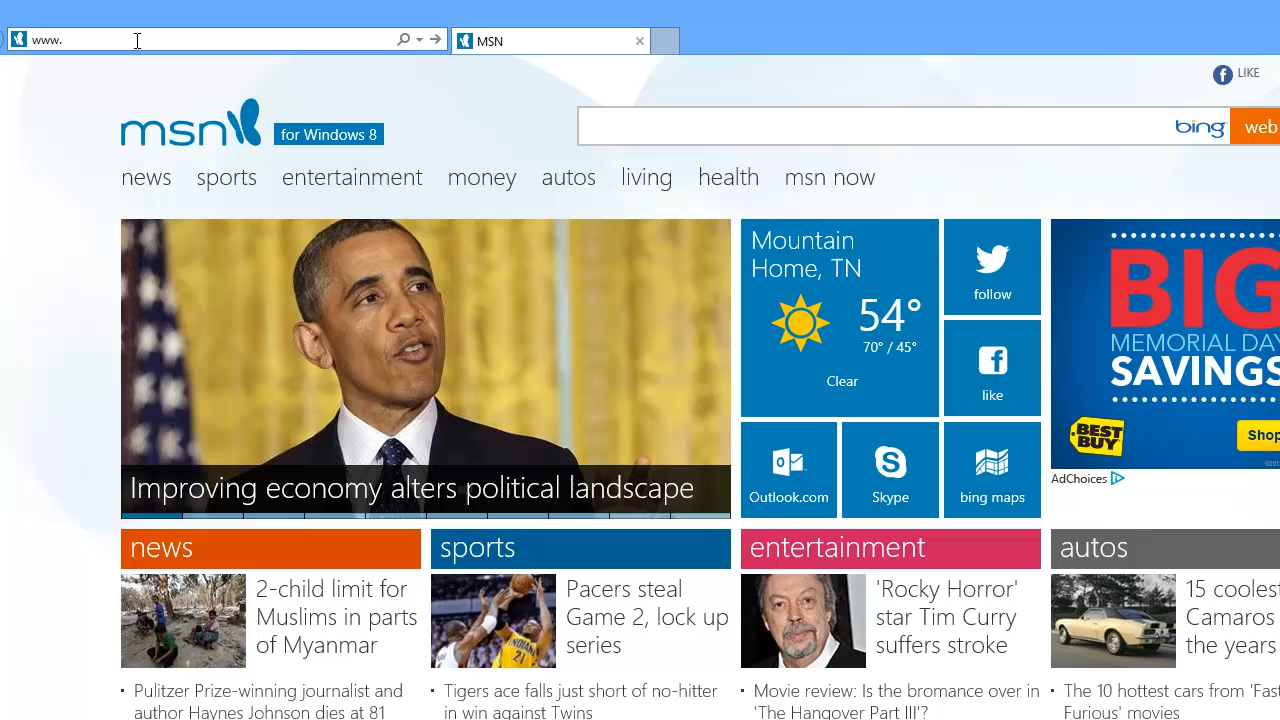 www.
MSN
LIKE
msn for Windows 8
bing web
news sports entertainment money autos living health msn now
Improving economy alters political landscape
Mountain
Home, TN
54°
70° / 45°
Clear
follow
like
Outlook.com
Skype
bing maps
BIG
MEMORIAL DAY
SAVINGS
BEST
BUY
Shop
AdChoices
news
2-child limit for
Muslims in parts
of Myanmar
Pulitzer Prize-winning journalist and
author Haynes Johnson dies at 81
sports
Pacers steal
Game 2, lock up
series
Tigers ace falls just short of no-hitter
in win against Twins
entertainment
'Rocky Horror'
star Tim Curry
suffers stroke
Movie review: Is the bromance over in
'The Hangover Part III'?
autos
15 coolest
Camaros
the years
The 10 hottest cars from 'Fast
Furious' movies